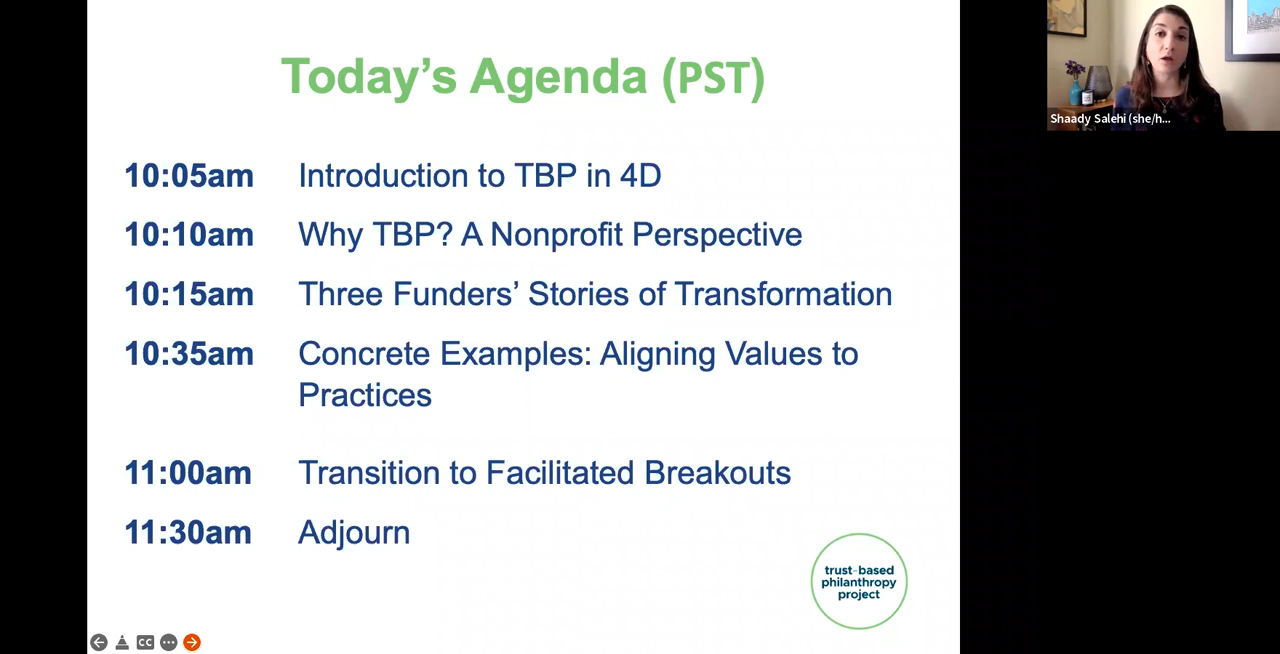 Today’s Agenda (PST)
10:05am Introduction to TBP in 4D
10:10am Why TBP? A Nonprofit Perspective
10:15am Three Funders’ Stories of Transformation
10:35am Concrete Examples: Aligning Values to
Practices
11:00am Transition to Facilitated Breakouts
11:30am Adjourn
trust-based
philanthropy
project
CC
Shaady Salehi (she/h...